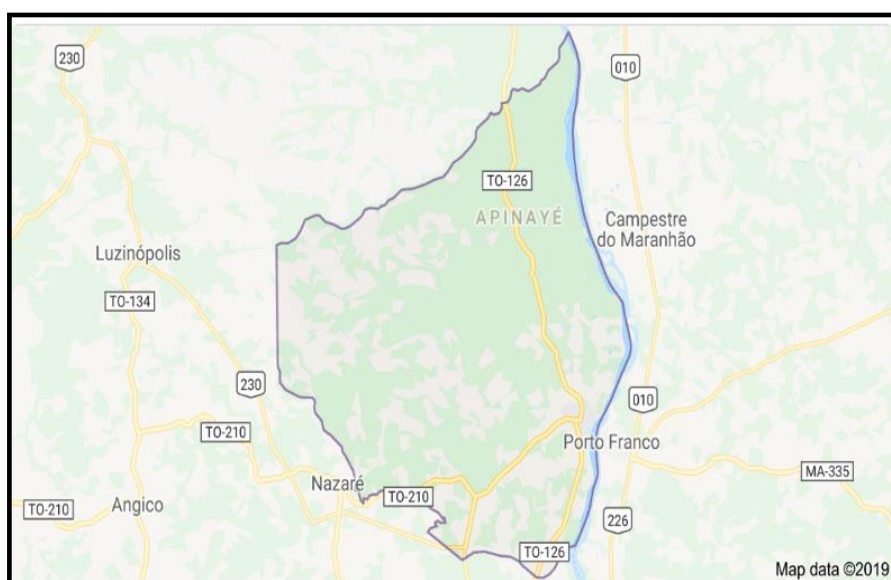 230
010
TO-126
APINAYÉ
Campestre
do Maranhão
Luzinópolis
TO-134
230
010
TO-210
Porto Franco
Nazaré
MA-335
TO-210
TO-210
Angico
226
TO-126
Map data ©2019